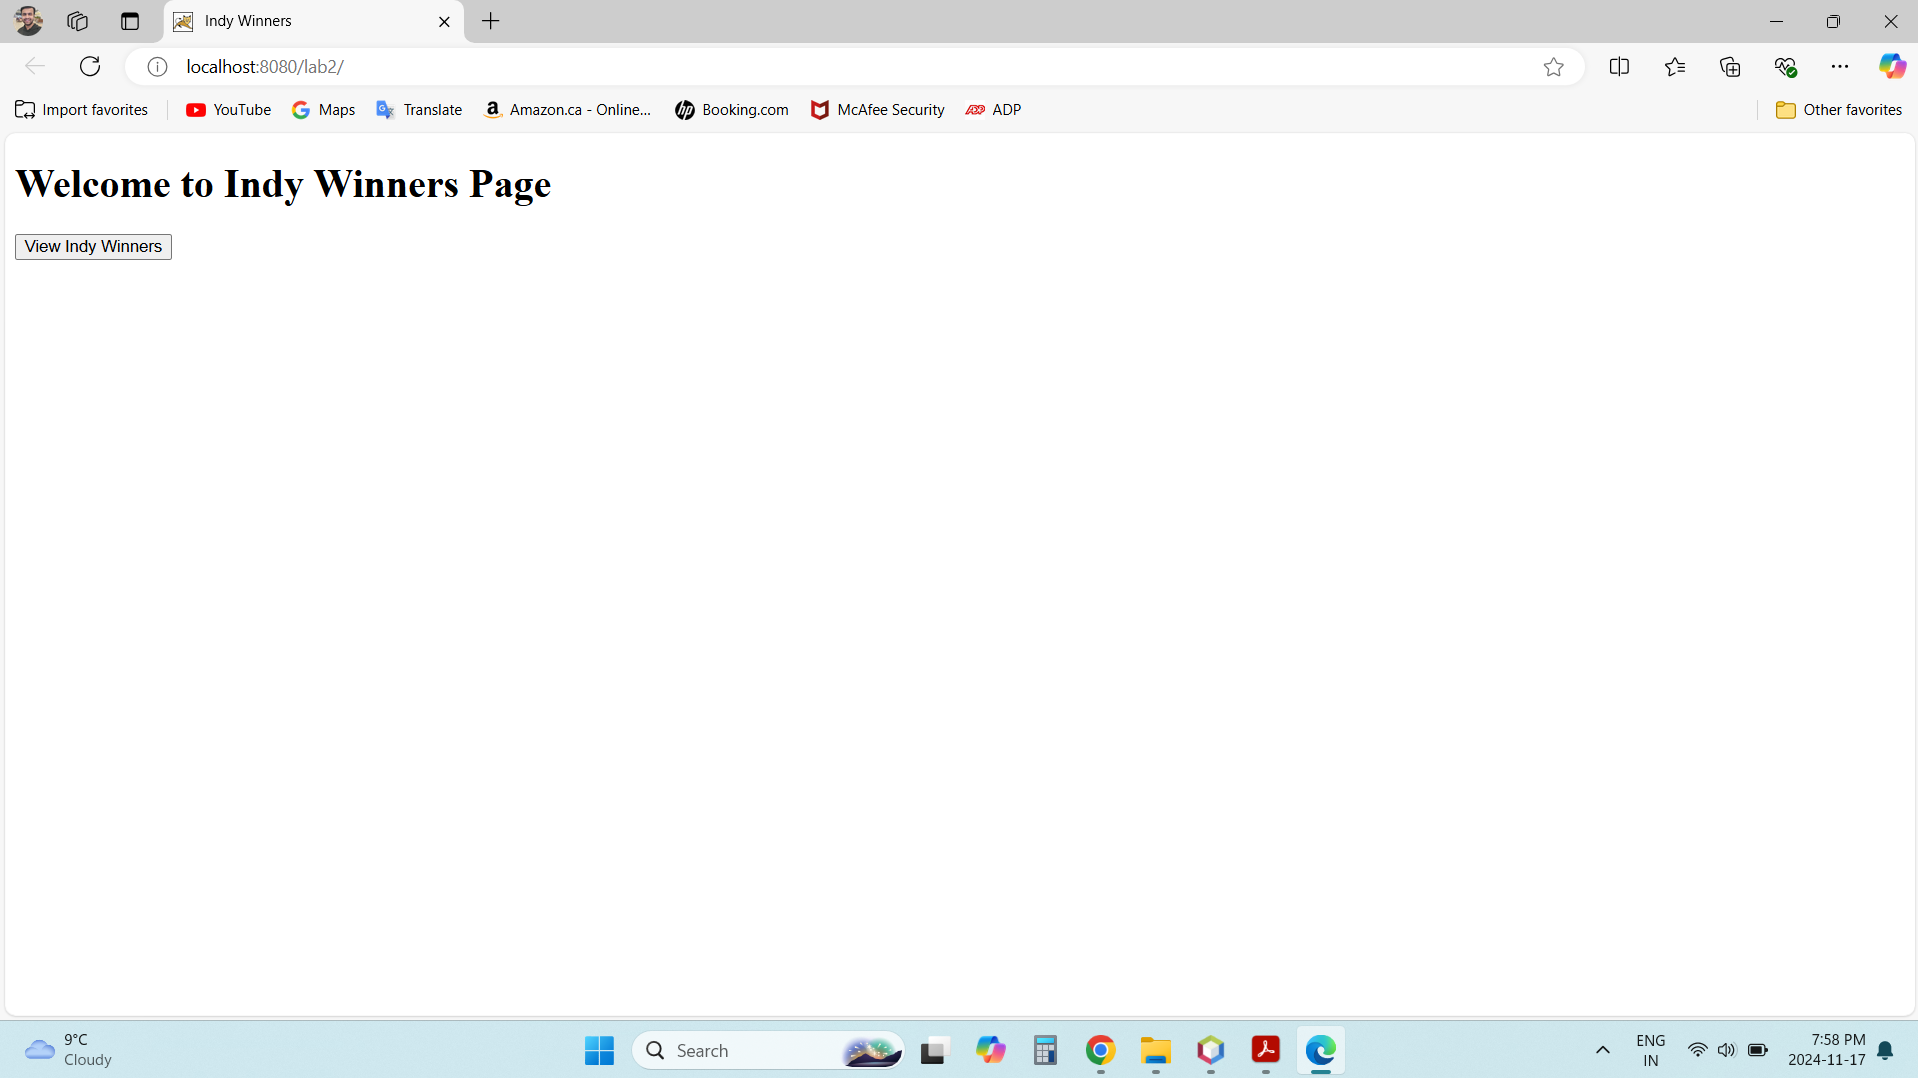 Indy Winners
localhost:8080/lab2/
Import favorites
YouTube
Maps
Translate
Amazon.ca - Online...
Booking.com
McAfee Security
ADP
Other favorites
Welcome to Indy Winners Page
View Indy Winners
9°C
Cloudy
Search
ENG
IN
7:58 PM
2024-11-17